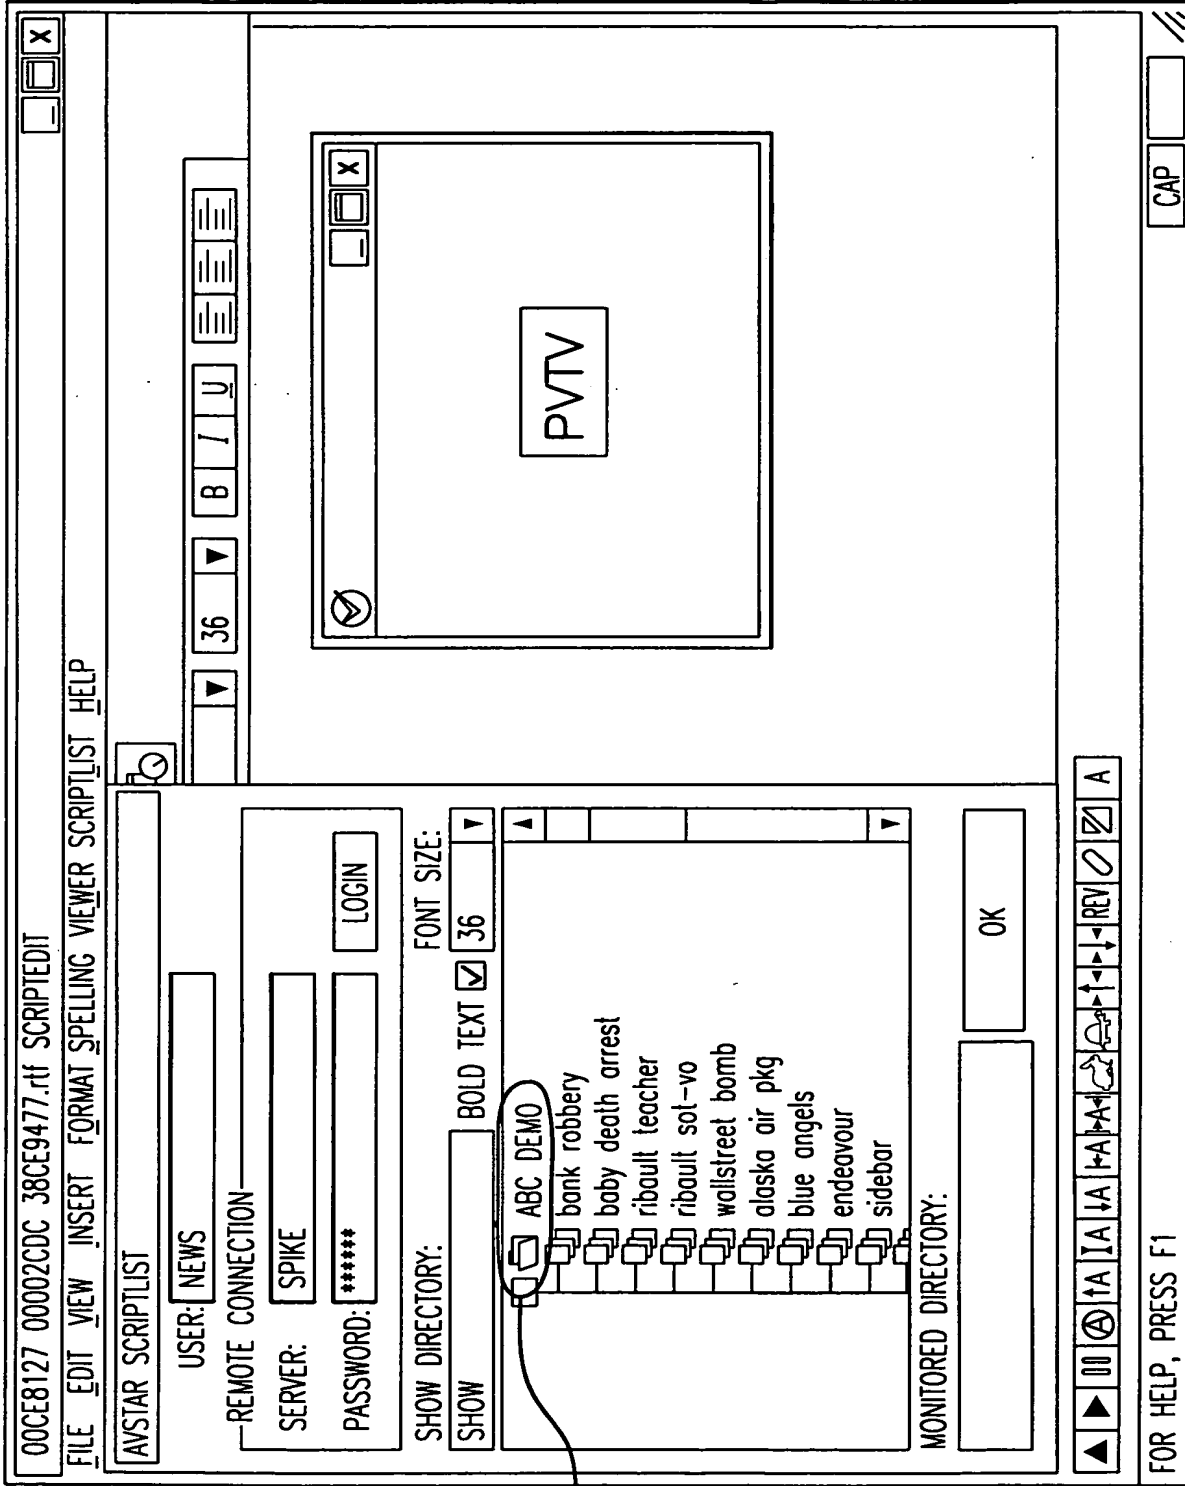 00CE8127 00002CDC 38CE9477.rtf SCRIPTEDIT
X
FILE EDIT VIEW INSERT FORMAT SPELLING VIEWER SCRIPTLIST HELP
AVSTAR SCRIPTLIST
36 B I U
USER: NEWS
REMOTE CONNECTION
SERVER: SPIKE
PASSWORD: ****** LOGIN
SHOW DIRECTORY: FONT SIZE:
SHOW BOLD TEXT 36
ABC DEMO
bank robbery
baby death arrest
ribault teacher
ribault sot-vo
wallstreet bomb
alaska air pkg
blue angels
endeavour
sidebar
MONITORED DIRECTORY:
OK
X
PVTV
A A I A A A REV A
FOR HELP, PRESS F1 CAP